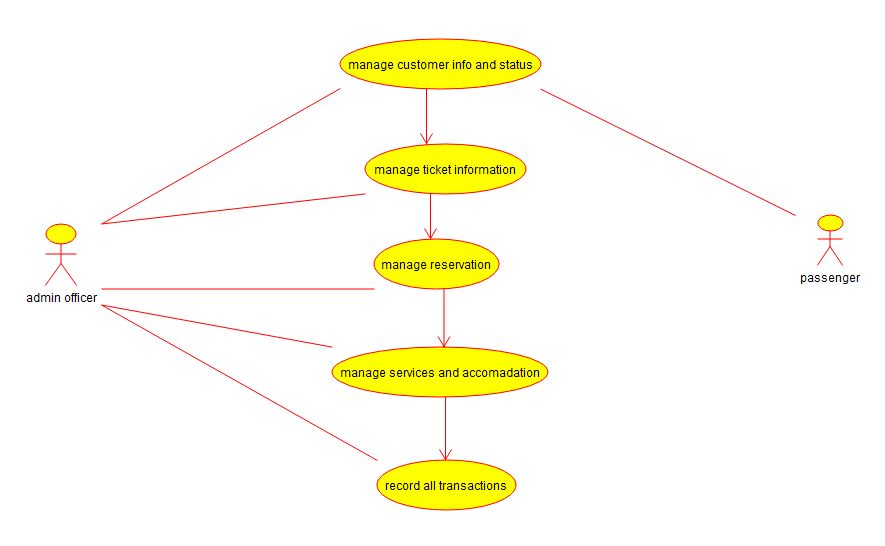 manage customer info and status
manage ticket information
manage reservation
admin officer
passenger
manage services and accomadation
record all transactions